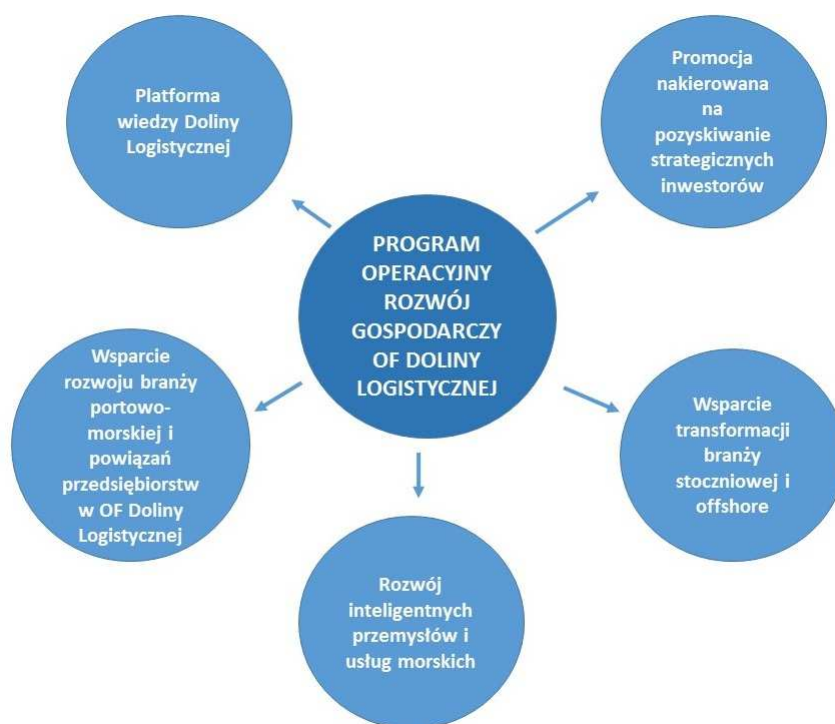 Platforma
wiedzy Doliny
Logistycznej
Promocja
nakierowana
na
pozyskiwanie
strategicznych
inwestorów
PROGRAM
OPERACYJNY
ROZWÓJ
GOSPODARCZY
OF DOLINY
LOGISTYCZNEJ
Wsparcie
rozwoju branży
portowo-
morskiej i
powiązań
przedsiębiorstw
w OF Doliny
Logistycznej
Wsparcie
transformacji
branży
stoczniowej i
offshore
Rozwój
inteligentnych
przemysłów i
usług morskich